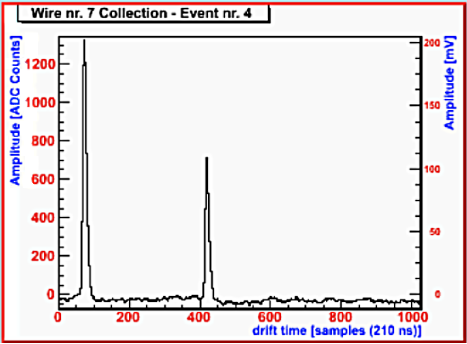 Wire nr. 7 Collection - Event nr. 4
Amplitude [ADC Counts]
1200
1000
800
600
400
200
0
Amplitude [mV]
200
150
100
50
0
0 200 400 600 800 1000
drift time [samples (210 ns)]